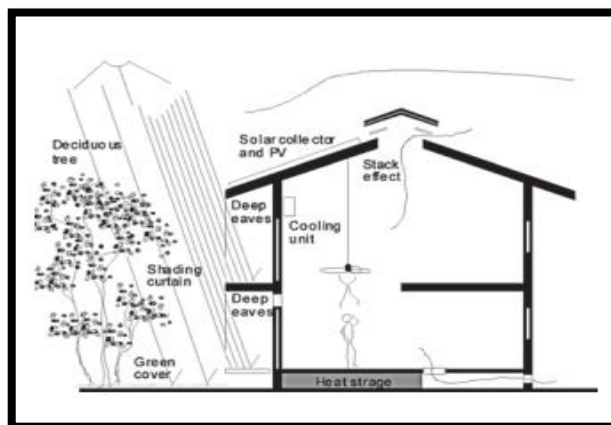 Deciduous
tree
Solar collector
and PV
Stack
effect
Deep
eaves
Cooling
unit
Shading
curtain
Deep
eaves
Green
cover
Heat strage